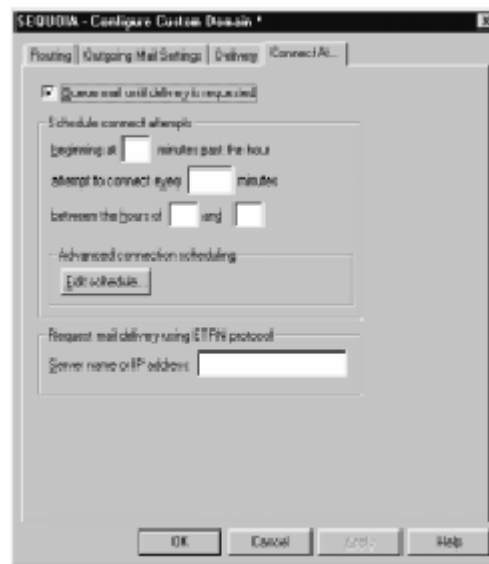 SEQUOIA - Configure Custom Domain *
Routing | Outgoing Mail Settings | Delivery | Connect At...
Queue mail until delivery is requested
Schedule connect attempts
beginning at minutes past the hour
attempt to connect every minutes
between the hours of and
Advanced connection scheduling
Edit schedule...
Request mail delivery using ETRN protocol
Server name or IP address:
OK Cancel Apply Help